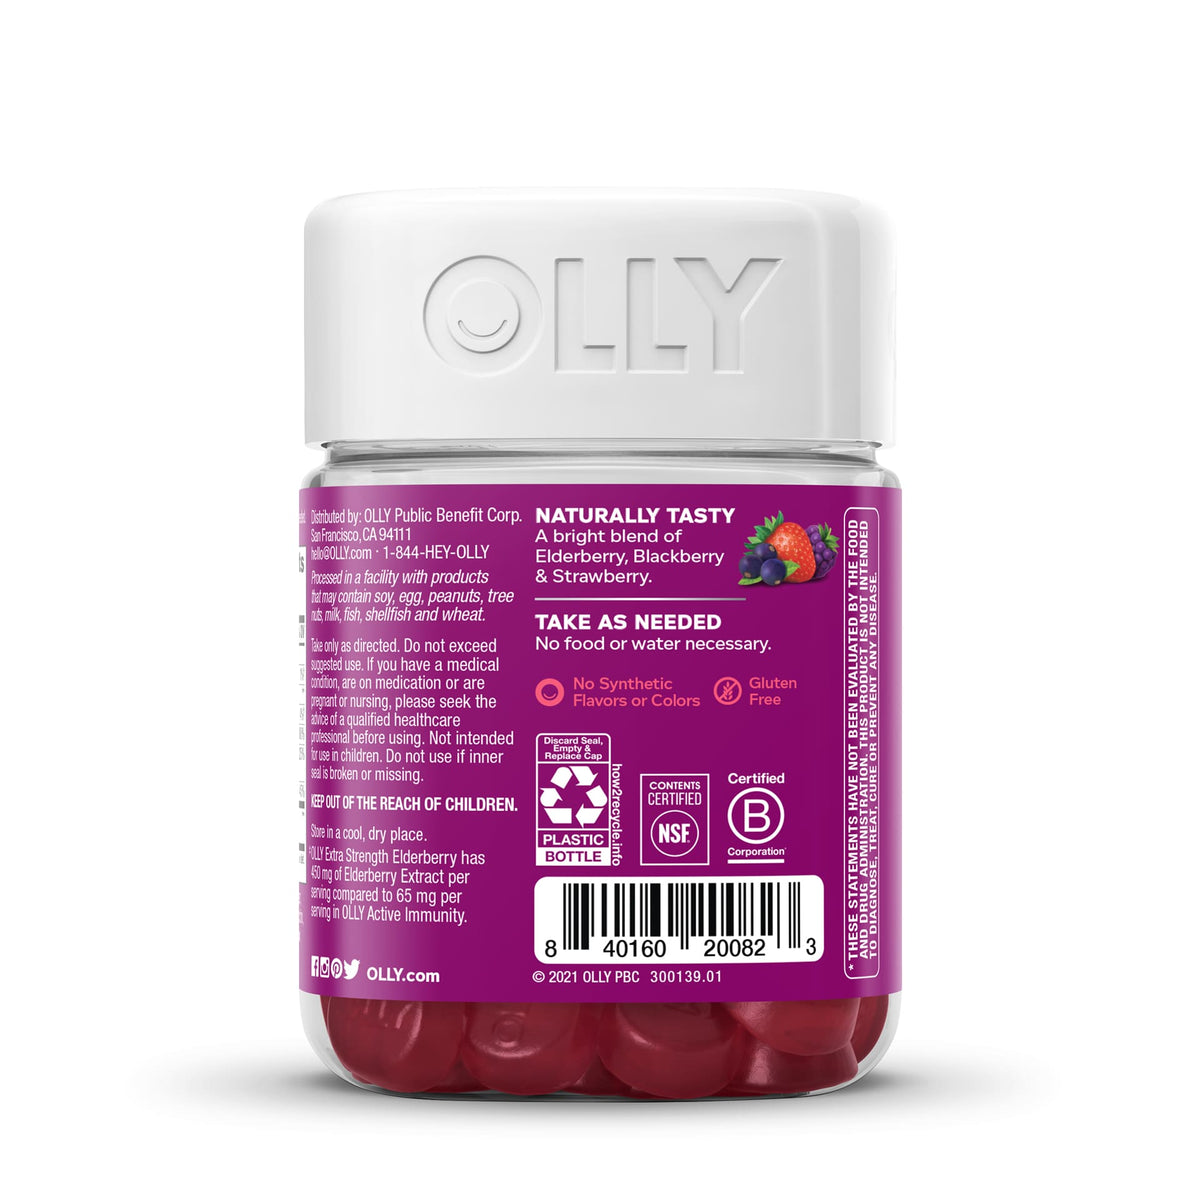 OLLY
Distributed by: OLLY Public Benefit Corp.
San Francisco, CA 94111
hello@OLLY.com · 1-844-HEY-OLLY
Processed in a facility with products
that may contain soy, egg, peanuts, tree
nuts, milk, fish, shellfish and wheat.
Take only as directed. Do not exceed
suggested use. If you have a medical
condition, are on medication or are
pregnant or nursing, please seek the
advice of a qualified healthcare
professional before using. Not intended
for use in children. Do not use if inner
seal is broken or missing.
KEEP OUT OF THE REACH OF CHILDREN.
Store in a cool, dry place.
OLLY Extra Strength Elderberry has
450 mg of Elderberry Extract per
serving compared to 65 mg per
serving in OLLY Active Immunity.
OLLY.com
NATURALLY TASTY
A bright blend of
Elderberry, Blackberry
& Strawberry.
TAKE AS NEEDED
No food or water necessary.
No Synthetic
Flavors or Colors
Gluten
Free
Discard Seal,
Empty &
Replace Cap
PLASTIC
BOTTLE
how2recycle.info
CONTENTS
CERTIFIED
NSF®
Certified
B
Corporation
8 40160 20082 3
© 2021 OLLY PBC 300139.01
* THESE STATEMENTS HAVE NOT BEEN EVALUATED BY THE FOOD
AND DRUG ADMINISTRATION. THIS PRODUCT IS NOT INTENDED
TO DIAGNOSE, TREAT, CURE OR PREVENT ANY DISEASE.